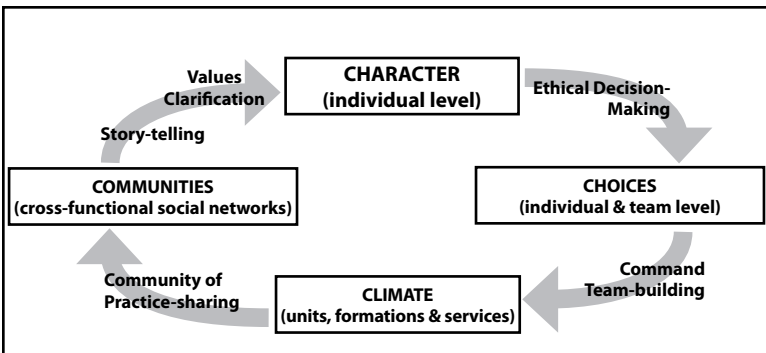 CHARACTER
(individual level)
Ethical Decision-
Making
CHOICES
(individual & team level)
Command
Team-building
CLIMATE
(units, formations & services)
Community of
Practice-sharing
COMMUNITIES
(cross-functional social networks)
Story-telling
Values
Clarification